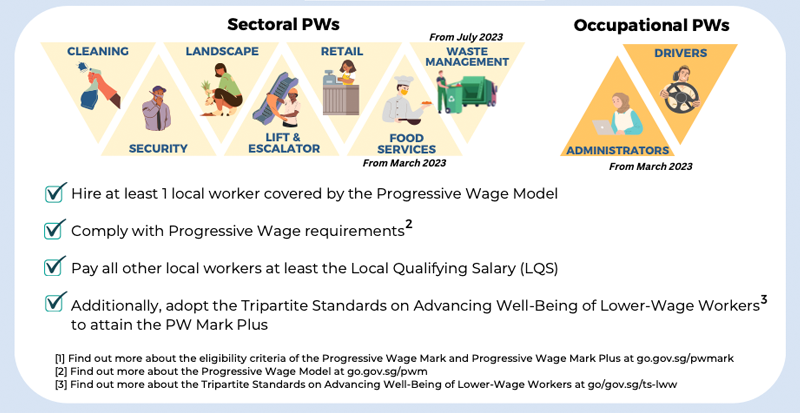 Sectoral PWs
Occupational PWs
From July 2023
CLEANING
LANDSCAPE
RETAIL
WASTE
MANAGEMENT
DRIVERS
SECURITY
LIFT &
ESCALATOR
FOOD
SERVICES
ADMINISTRATORS
From March 2023
From March 2023
Hire at least 1 local worker covered by the Progressive Wage Model
Comply with Progressive Wage requirements2
Pay all other local workers at least the Local Qualifying Salary (LQS)
Additionally, adopt the Tripartite Standards on Advancing Well-Being of Lower-Wage Workers3
to attain the PW Mark Plus
[1] Find out more about the eligibility criteria of the Progressive Wage Mark and Progressive Wage Mark Plus at go.gov.sg/pwmark
[2] Find out more about the Progressive Wage Model at go.gov.sg/pwm
[3] Find out more about the Tripartite Standards on Advancing Well-Being of Lower-Wage Workers at go/gov.sg/ts-lww